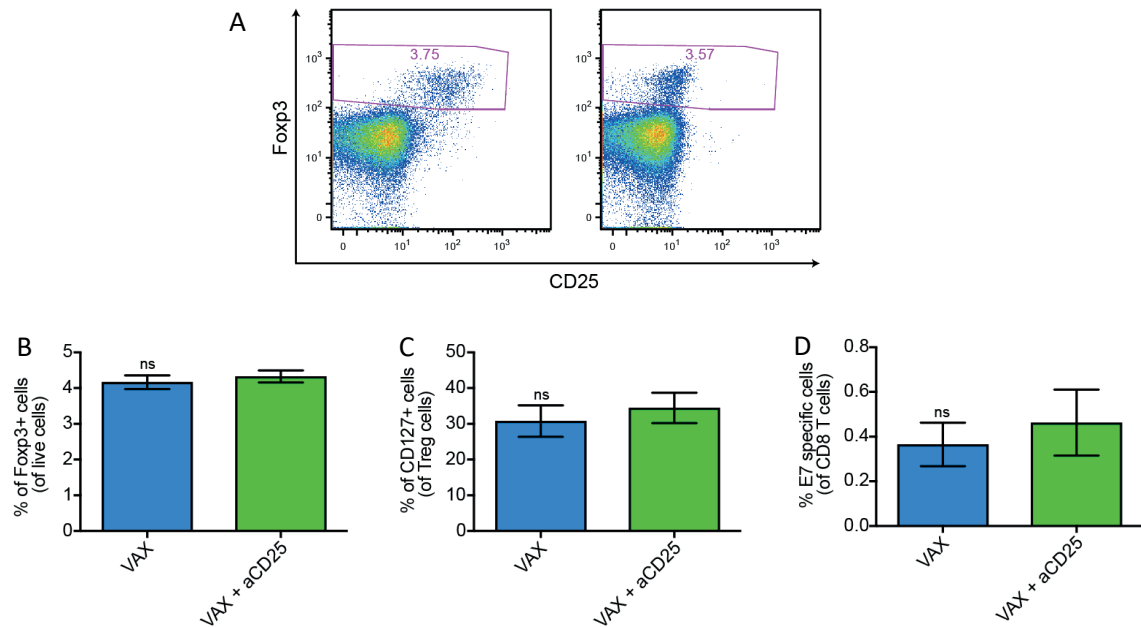 A
Foxp3
10³
10²
10¹
0
3.75
0
10¹
10²
10³
10³
10²
10¹
0
3.57
0
10¹
10²
10³
CD25
B
% of Foxp3+ cells
(of live cells)
5
4
3
2
1
0
ns
VAX
VAX + aCD25
C
% of CD127+ cells
(of Treg cells)
50
40
30
20
10
0
ns
VAX
VAX + aCD25
D
% E7 specific cells
(of CD8 T cells)
0.8
0.6
0.4
0.2
0.0
ns
VAX
VAX + aCD25